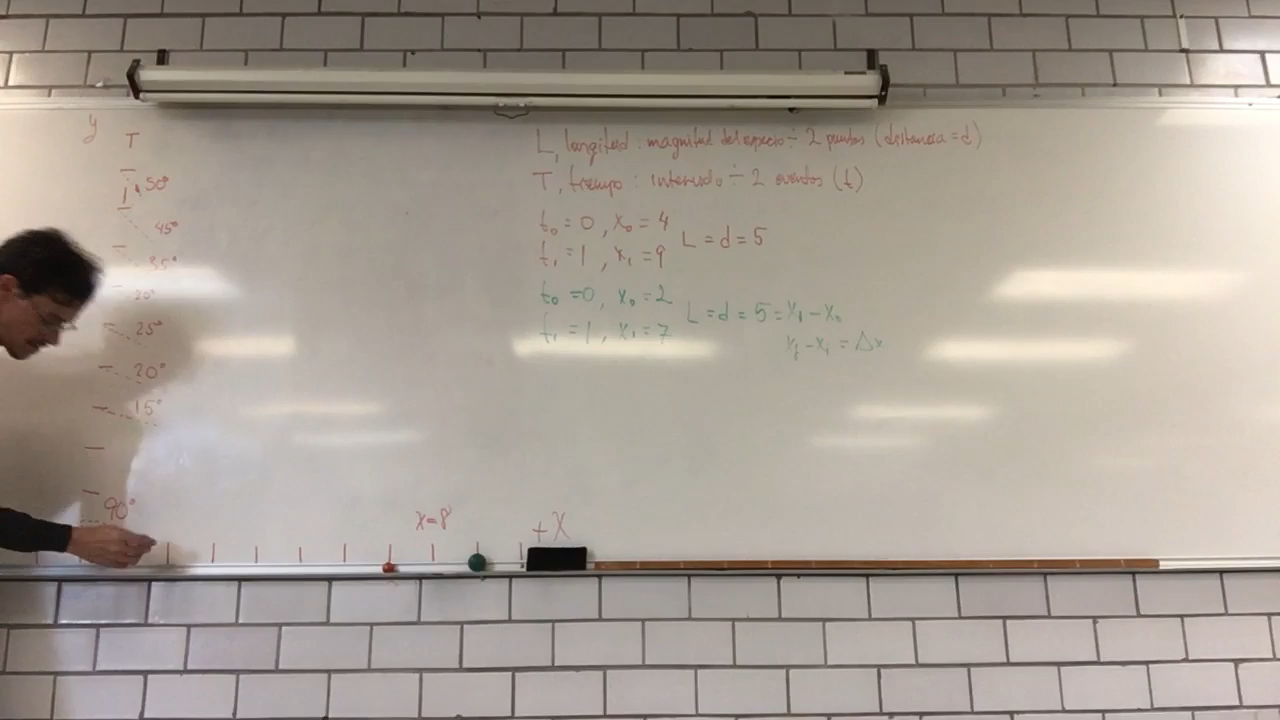 y
T
50°
45°
35°
30°
25°
20°
15°
90°
L, longitud: magnitud del espacio ÷ 2 puntos (distancia = d)
T, tiempo: intervalo ÷ 2 eventos (t)
t₀ = 0, x₀ = 4
t₁ = 1, x₁ = 9
L = d = 5
t₀ = 0, x₀ = 2
t₁ = 1, x₁ = 7
L = d = 5 = x₁ - x₀
x_f - x_i = Δx
x = 8
+X